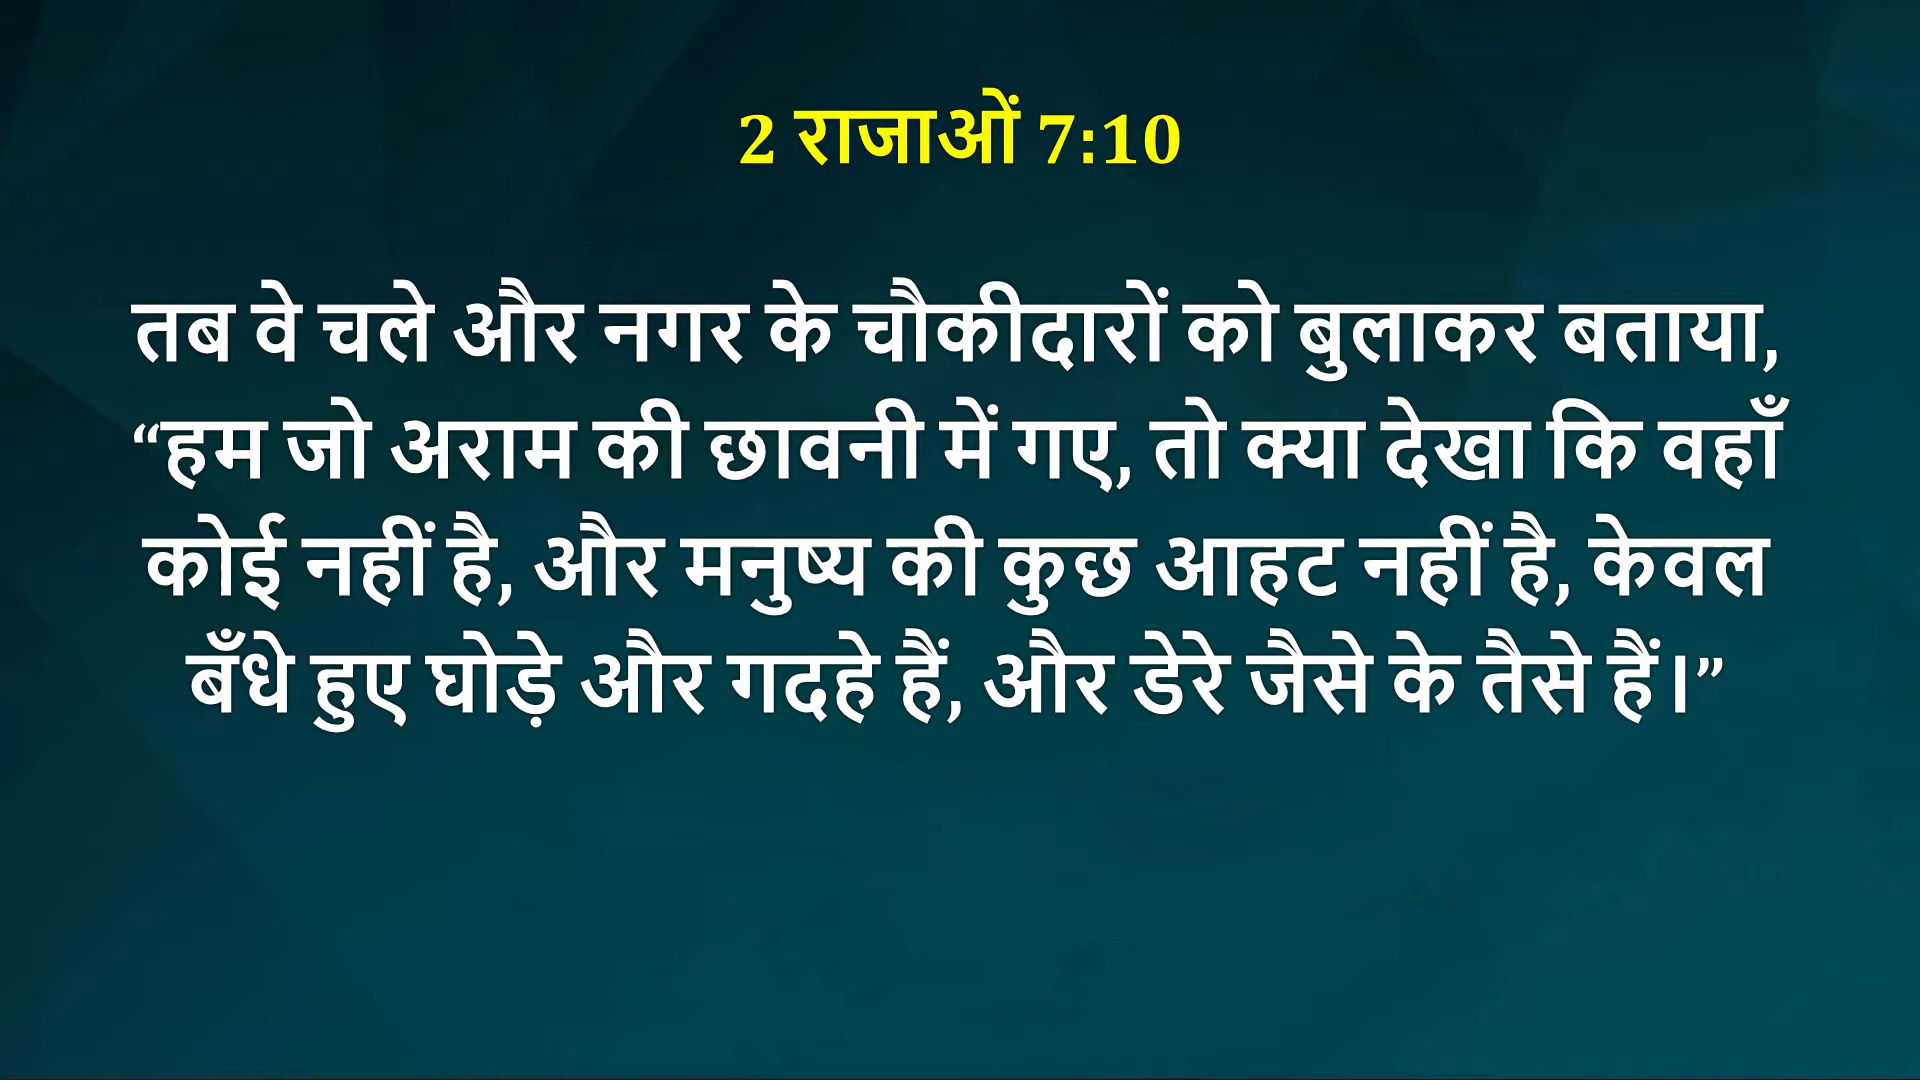 2 राजाओं 7:10
तब वे चले और नगर के चौकीदारों को बुलाकर बताया,
“हम जो अराम की छावनी में गए, तो क्या देखा कि वहाँ
कोई नहीं है, और मनुष्य की कुछ आहट नहीं है, केवल
बँधे हुए घोड़े और गदहे हैं, और डेरे जैसे के तैसे हैं।”